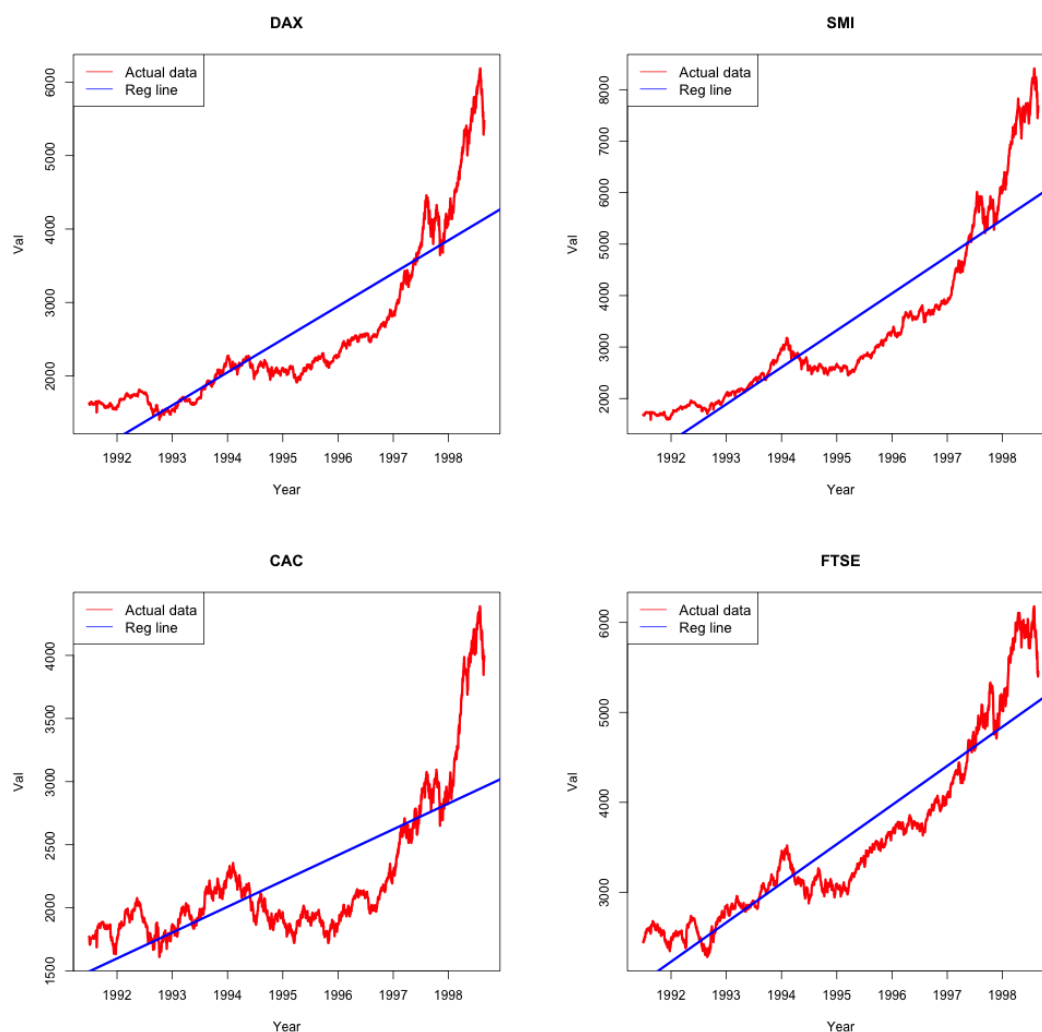 DAX
Actual data
Reg line
6000
5000
4000
3000
2000
Val
1992 1993 1994 1995 1996 1997 1998
Year
SMI
Actual data
Reg line
8000
7000
6000
5000
4000
3000
2000
Val
1992 1993 1994 1995 1996 1997 1998
Year
CAC
Actual data
Reg line
4000
3500
3000
2500
2000
1500
Val
1992 1993 1994 1995 1996 1997 1998
Year
FTSE
Actual data
Reg line
6000
5000
4000
3000
Val
1992 1993 1994 1995 1996 1997 1998
Year